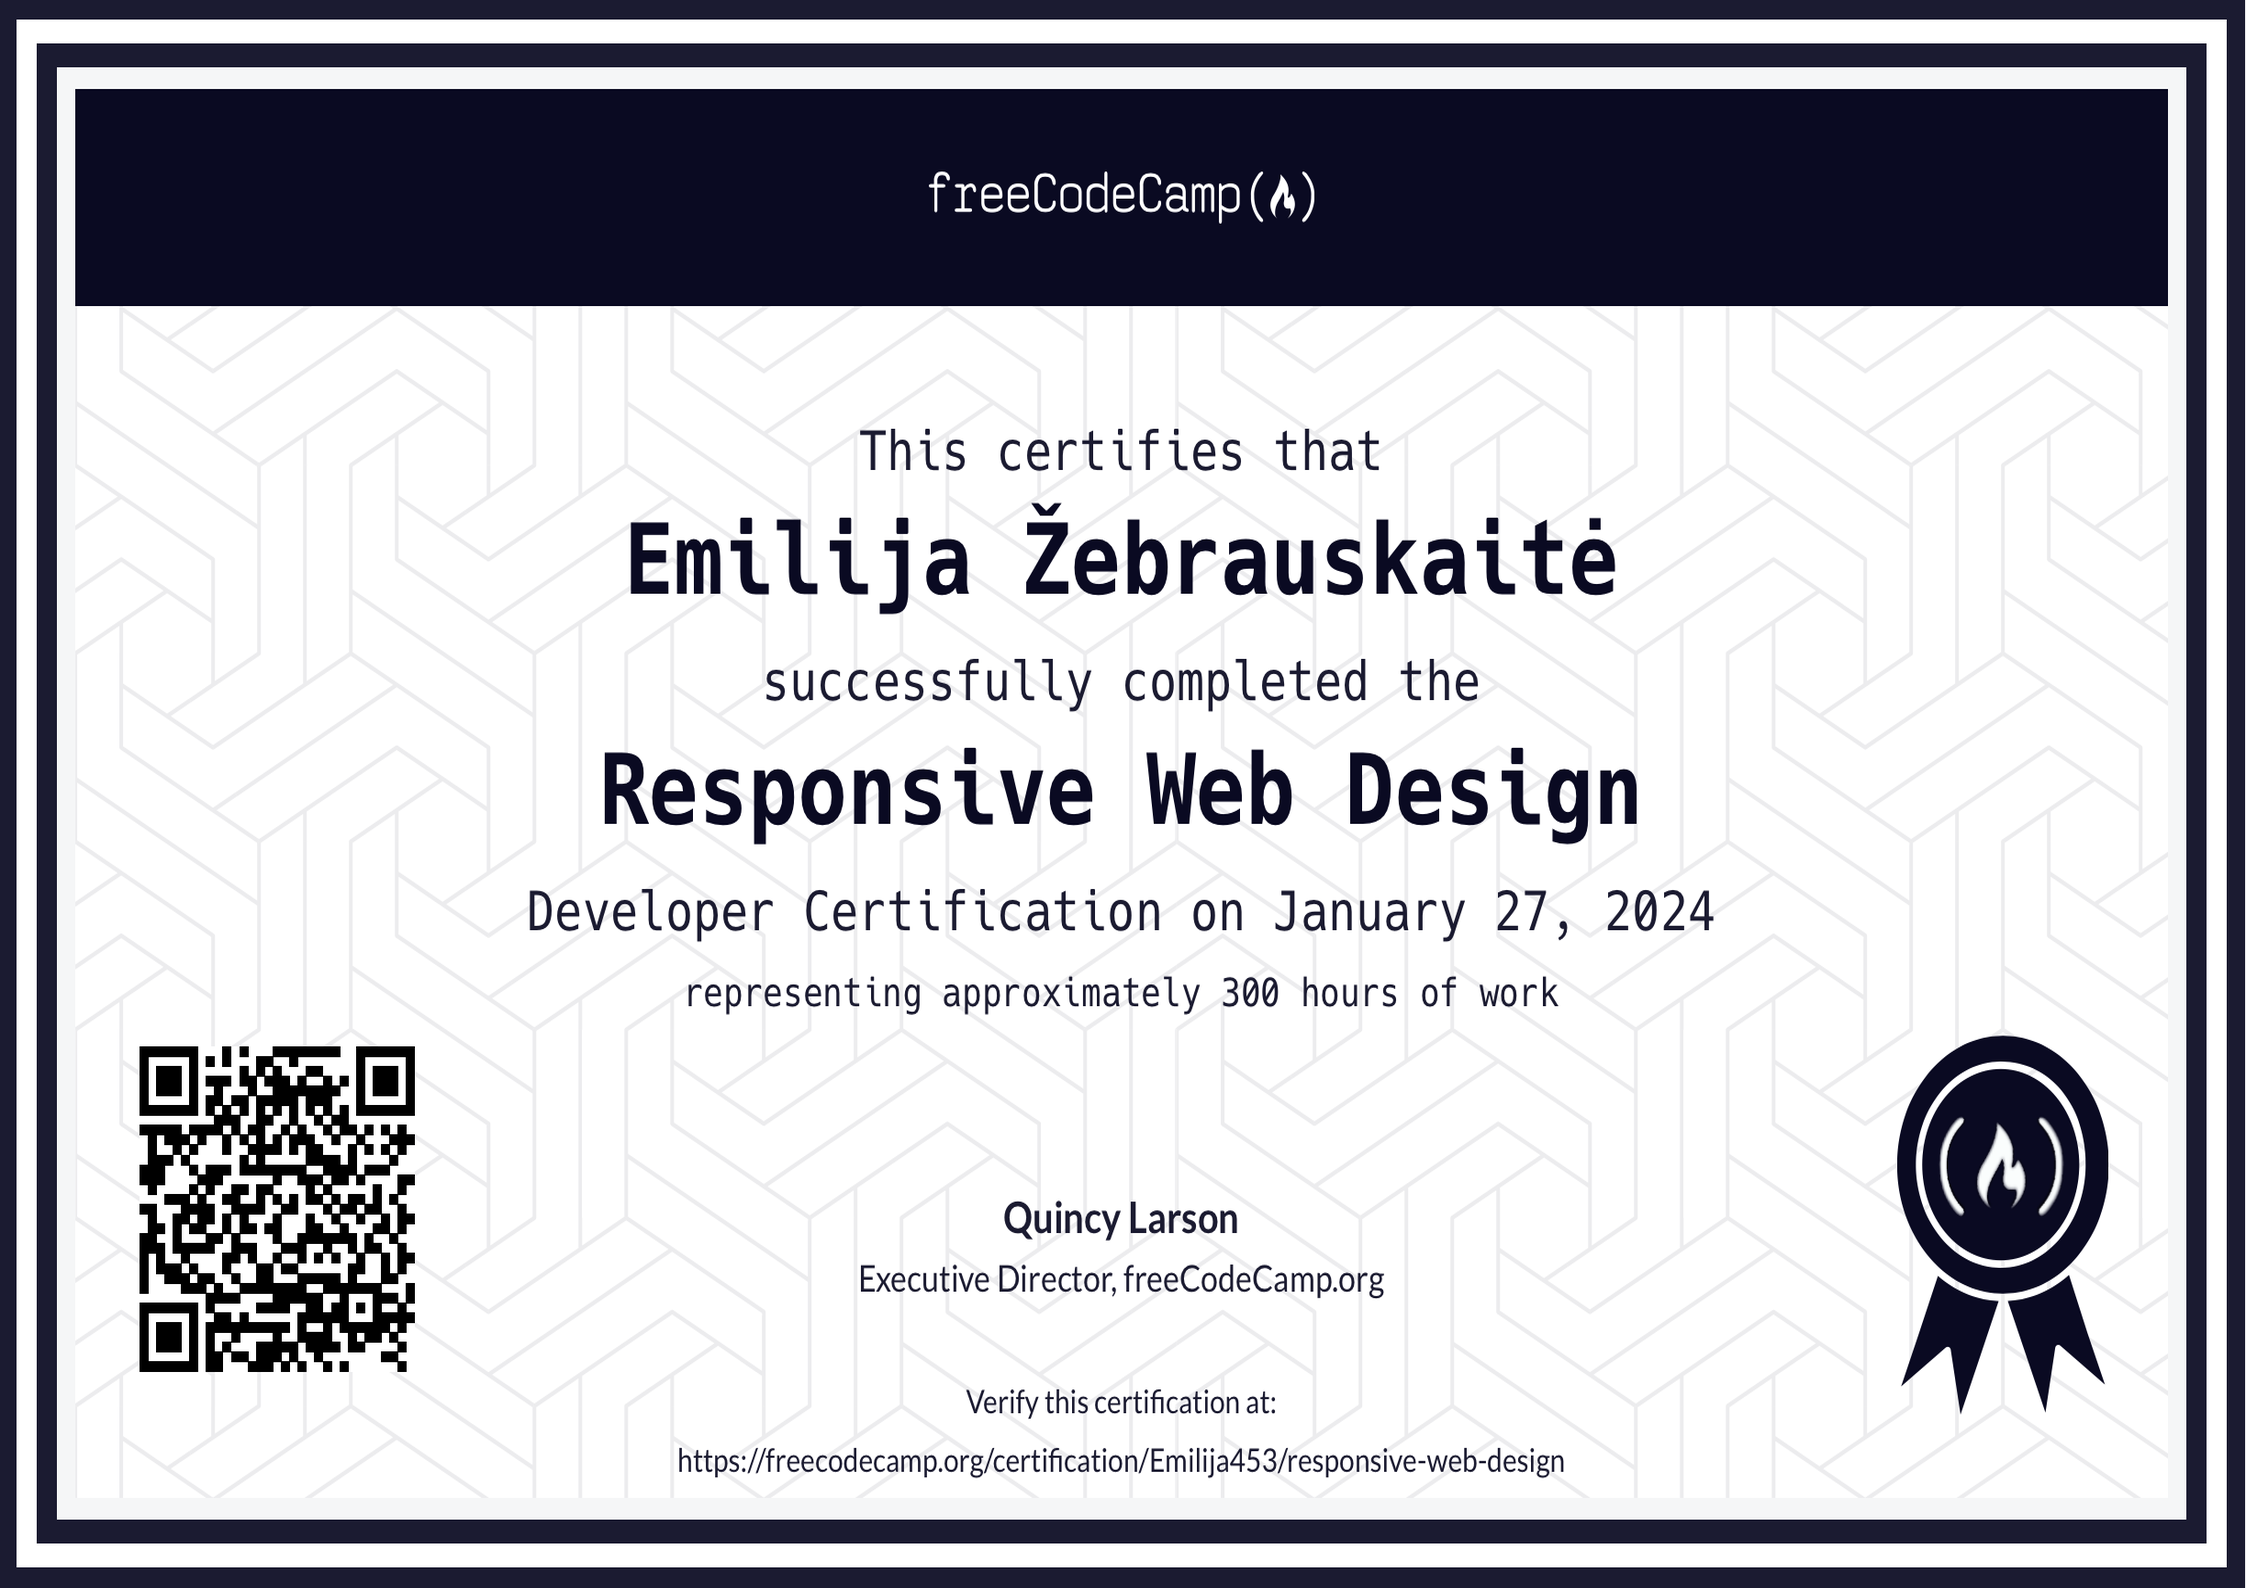 freeCodeCamp
This certifies that
Emilija Žebrauskaitė
successfully completed the
Responsive Web Design
Developer Certification on January 27, 2024
representing approximately 300 hours of work
Quincy Larson
Executive Director, freeCodeCamp.org
Verify this certification at:
https://freecodecamp.org/certification/Emilija453/responsive-web-design